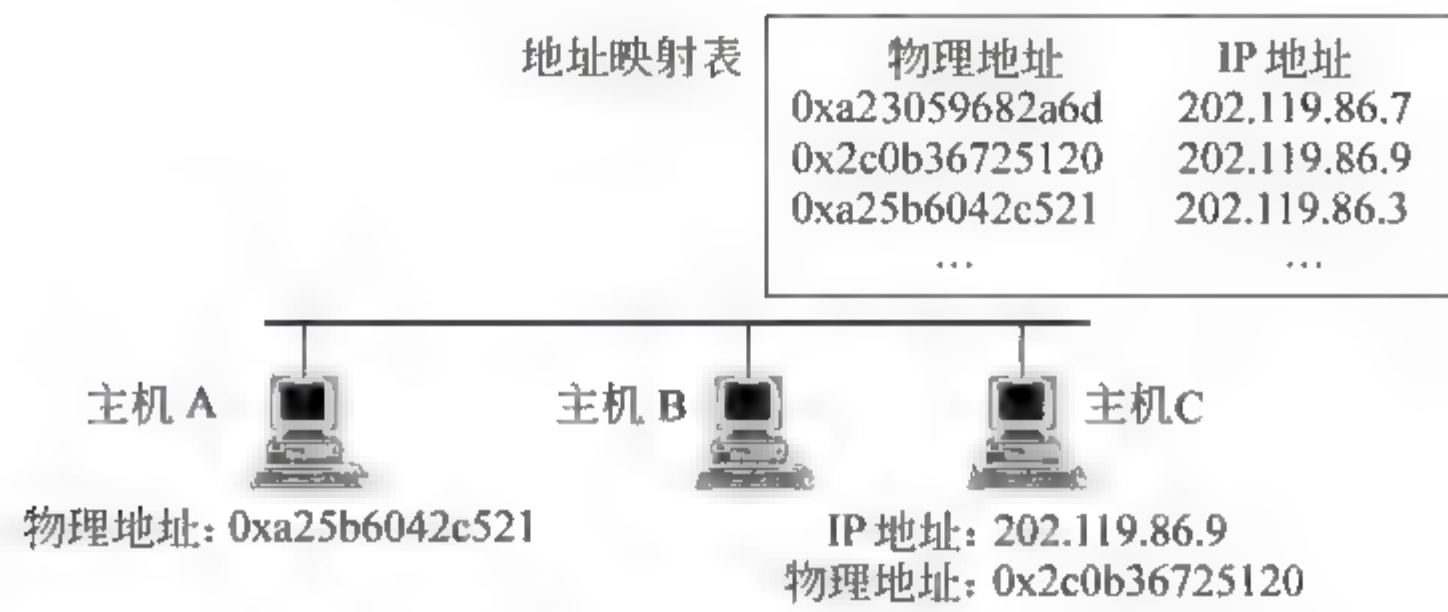 地址映射表
物理地址 IP 地址
0xa23059682a6d 202.119.86.7
0x2c0b36725120 202.119.86.9
0xa25b6042c521 202.119.86.3
… …
主机 A
主机 B
主机C
物理地址: 0xa25b6042c521
IP 地址: 202.119.86.9
物理地址: 0x2c0b36725120